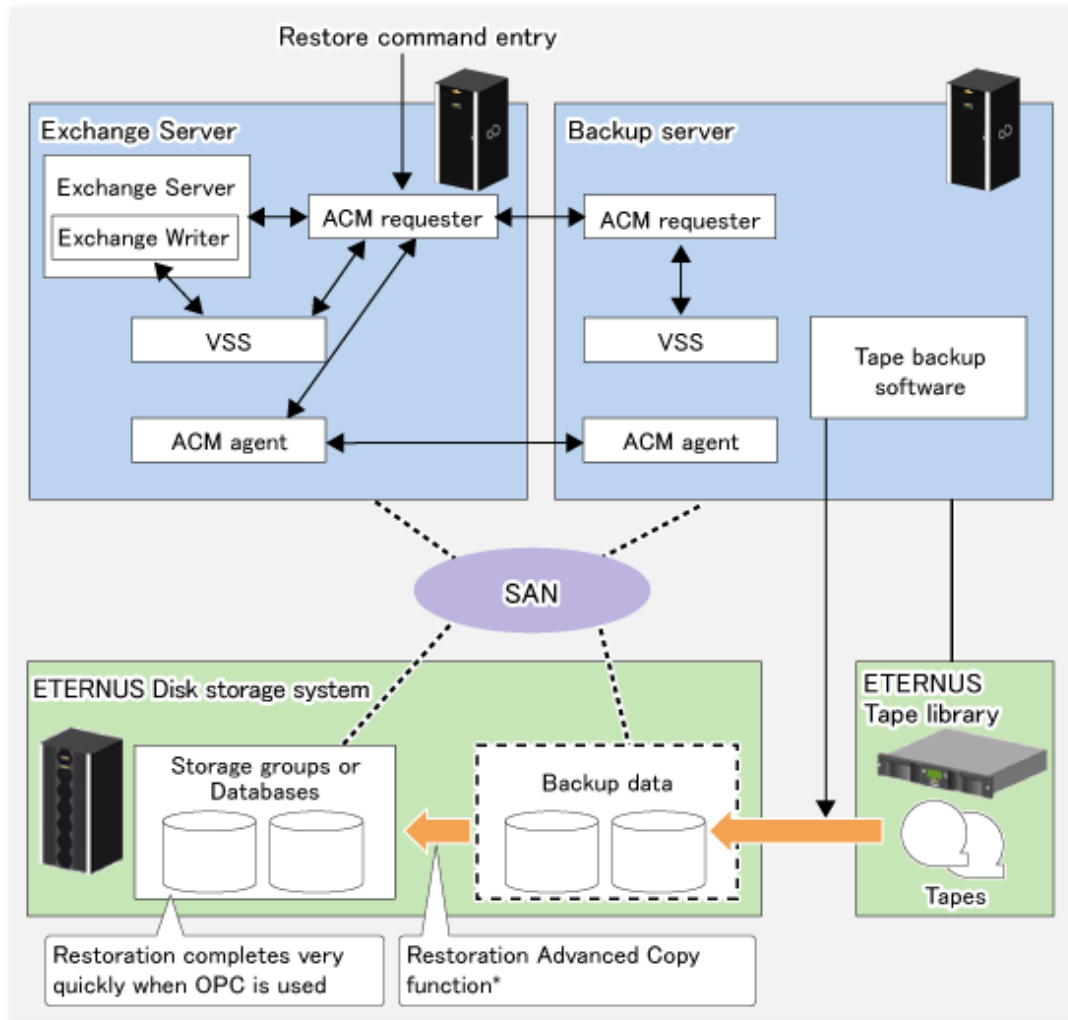 Restore command entry
Exchange Server
Backup server
Exchange Server
Exchange Writer
ACM requester
ACM requester
VSS
VSS
Tape backup
software
ACM agent
ACM agent
SAN
ETERNUS Disk storage system
ETERNUS
Tape library
Storage groups or
Databases
Backup data
Tapes
Restoration completes very
quickly when OPC is used
Restoration Advanced Copy
function*